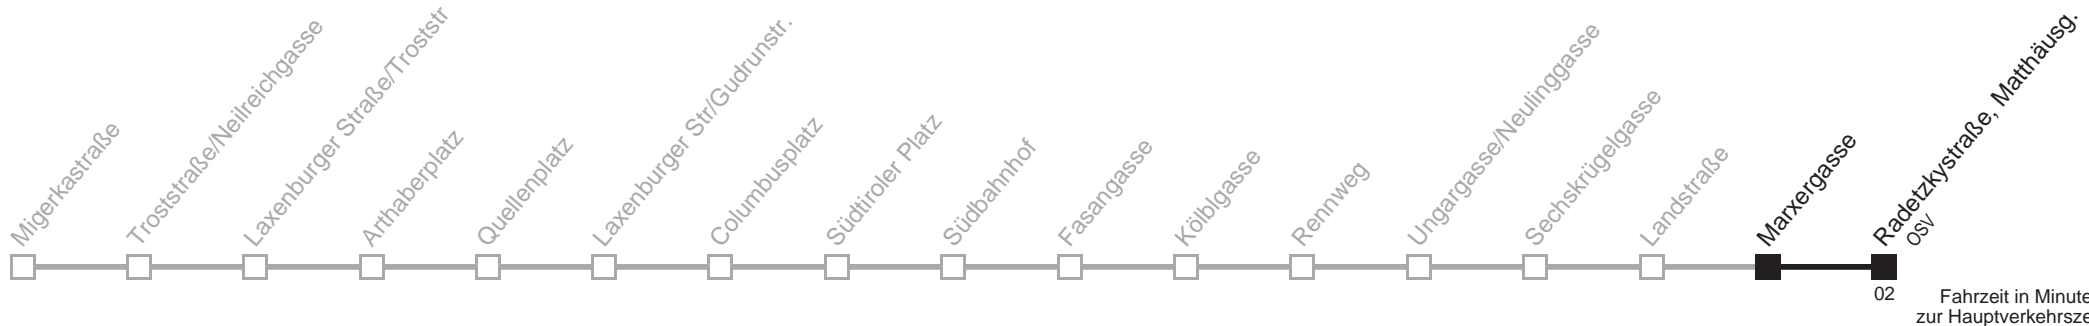 Migerkastraße
Troststraße/Neilreichgasse
Laxenburger Straße/Troststr
Arthaberplatz
Quellenplatz
Laxenburger Str/Gudrunstr.
Columbusplatz
Südtiroler Platz
Südbahnhof
Fasangasse
Kölblgasse
Rennweg
Ungargasse/Neulinggasse
Sechskrügelgasse
Landstraße
Marxergasse
Radetzkystraße, Matthäusg.
OSV
02
Fahrzeit in Minute
zur Hauptverkehrsze